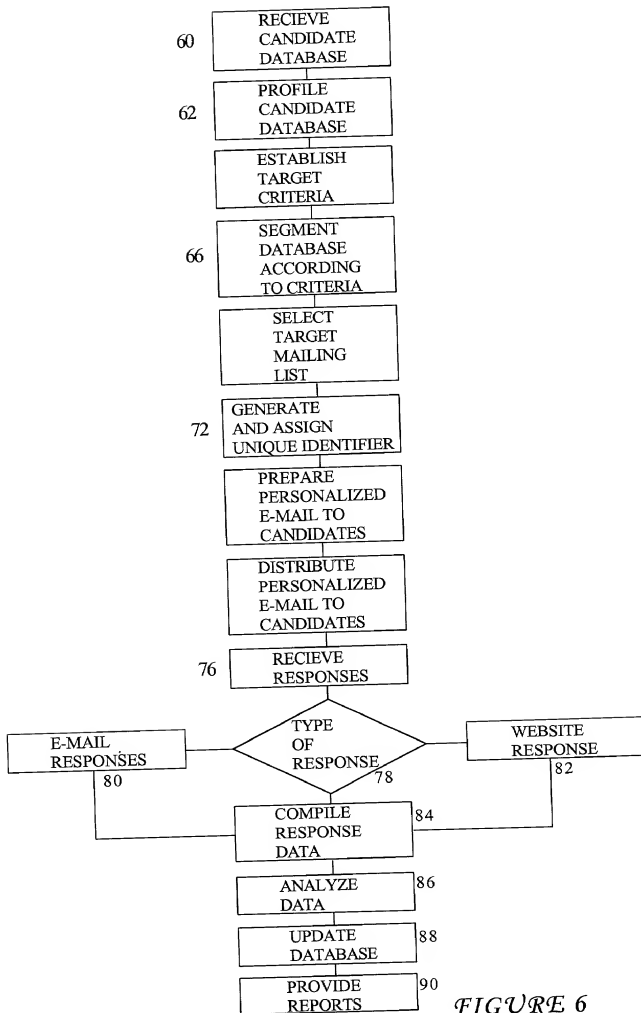 60
RECIEVE
CANDIDATE
DATABASE
62
PROFILE
CANDIDATE
DATABASE
ESTABLISH
TARGET
CRITERIA
66
SEGMENT
DATABASE
ACCORDING
TO CRITERIA
SELECT
TARGET
MAILING
LIST
72
GENERATE
AND ASSIGN
UNIQUE IDENTIFIER
PREPARE
PERSONALIZED
E-MAIL TO
CANDIDATES
DISTRIBUTE
PERSONALIZED
E-MAIL TO
CANDIDATES
76
RECIEVE
RESPONSES
TYPE
OF
RESPONSE
78
E-MAIL
RESPONSES
80
WEBSITE
RESPONSE
82
COMPILE
RESPONSE
DATA
84
ANALYZE
DATA
86
UPDATE
DATABASE
88
PROVIDE
REPORTS
90
FIGURE 6